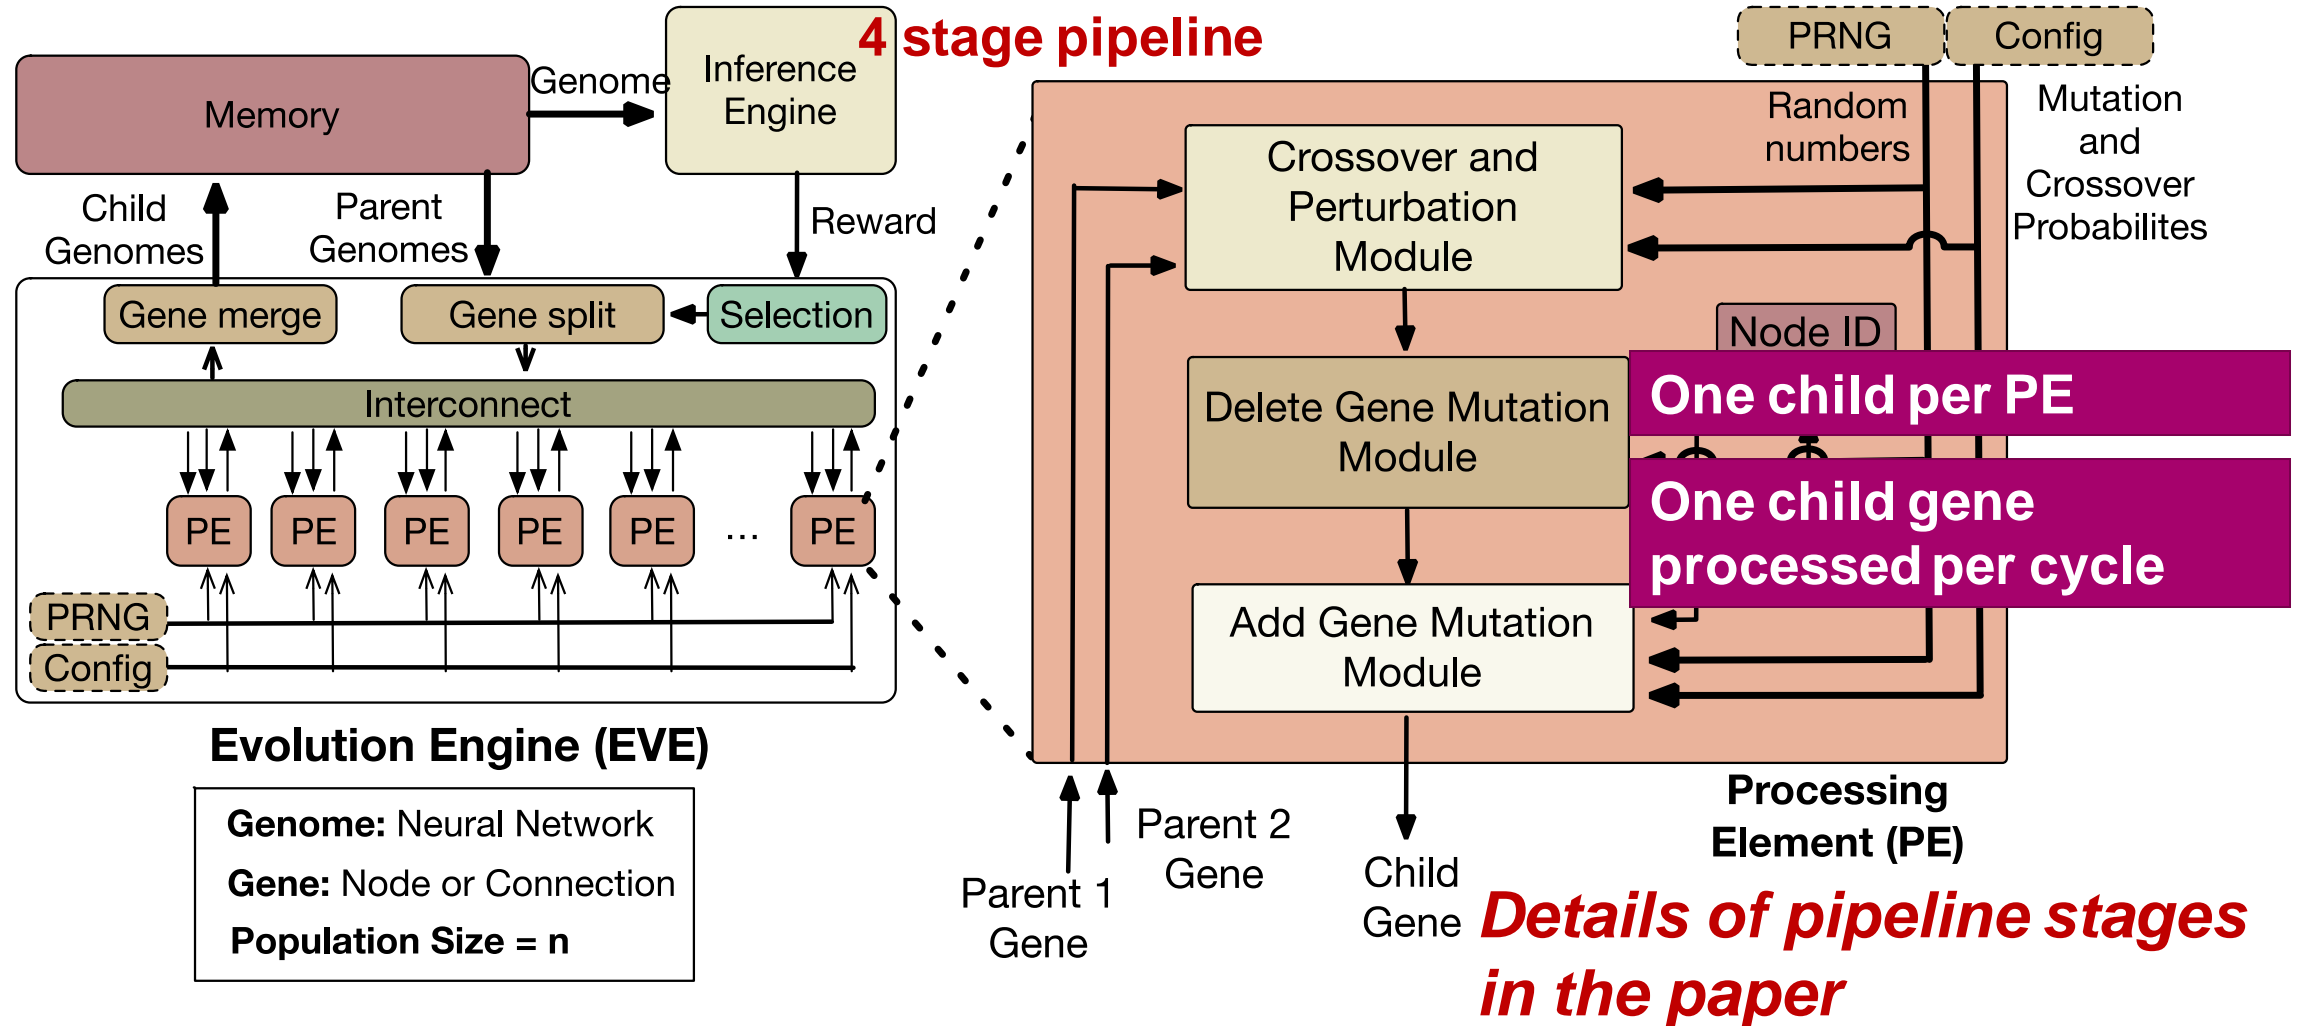 4 stage pipeline
PRNG
Config
Memory
Genome
Inference
Engine
Random
numbers
Mutation
and
Crossover
Probabilites
Child
Genomes
Parent
Genomes
Reward
Crossover and
Perturbation
Module
Gene merge
Gene split
Selection
Node ID
Interconnect
Delete Gene Mutation
Module
One child per PE
One child gene
processed per cycle
PE
PE
PE
PE
PE
...
PE
PRNG
Config
Add Gene Mutation
Module
Evolution Engine (EVE)
Genome: Neural Network
Gene: Node or Connection
Population Size = n
Parent 1
Gene
Parent 2
Gene
Child
Gene
Processing
Element (PE)
Details of pipeline stages
in the paper